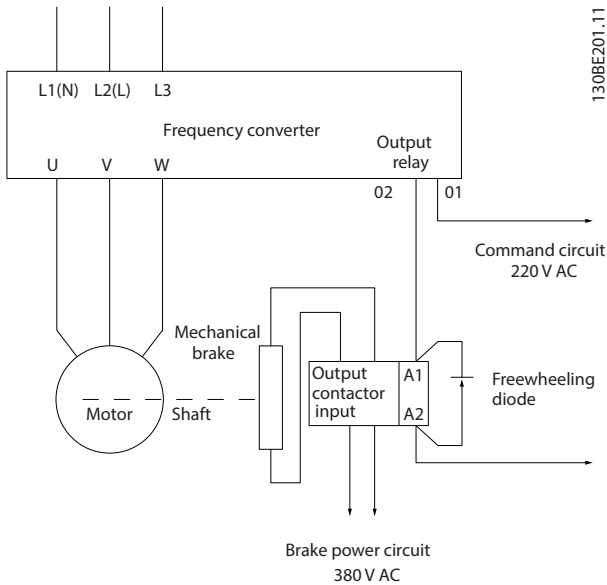 130BE201.11
L1(N) L2(L) L3
Frequency converter
Output
relay
U V W
02 01
Command circuit
220 V AC
Mechanical
brake
Output
contactor
input
A1
A2
Freewheeling
diode
Motor Shaft
Brake power circuit
380 V AC